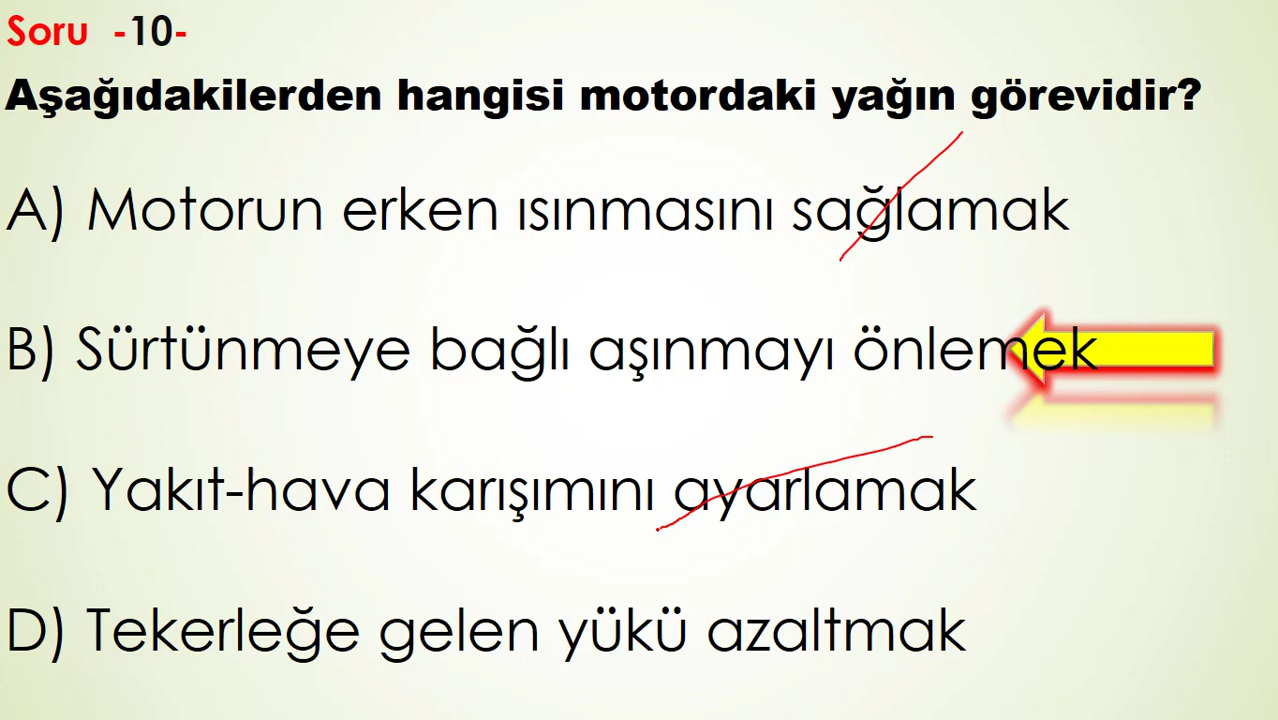 Soru -10-
Aşağıdakilerden hangisi motordaki yağın görevidir?
A) Motorun erken ısınmasını sağlamak
B) Sürtünmeye bağlı aşınmayı önlemek
C) Yakıt-hava karışımını ayarlamak
D) Tekerleğe gelen yükü azaltmak